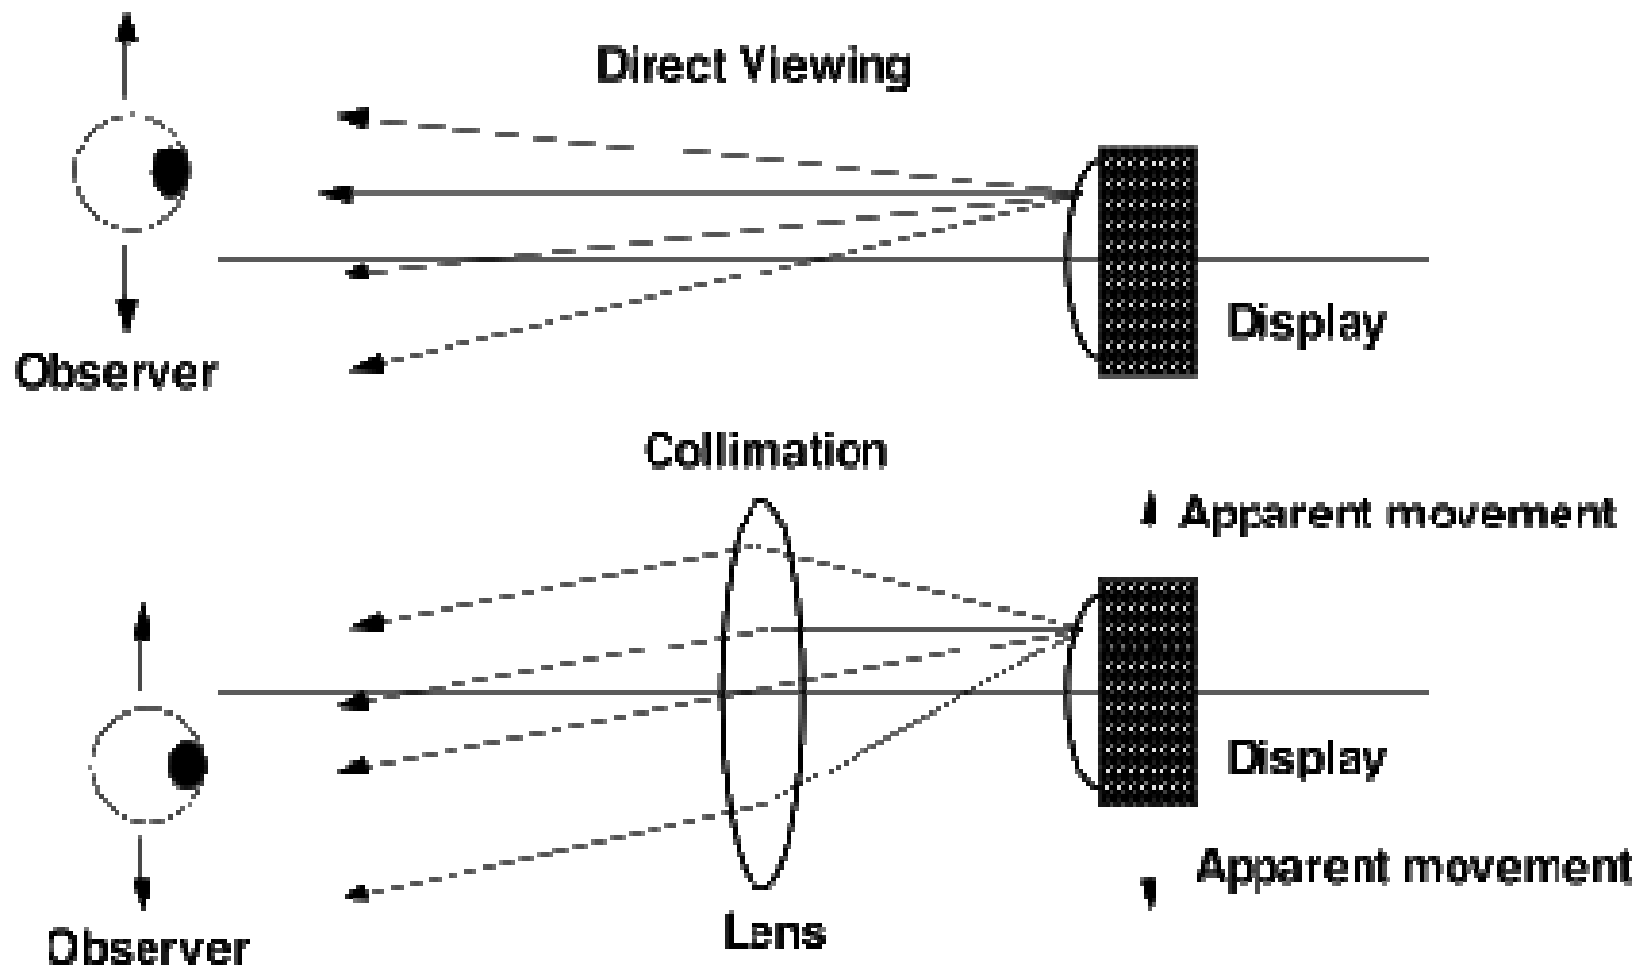 Direct Viewing
Display
Observer
Collimation
Apparent movement
Display
Apparent movement
Lens
Observer